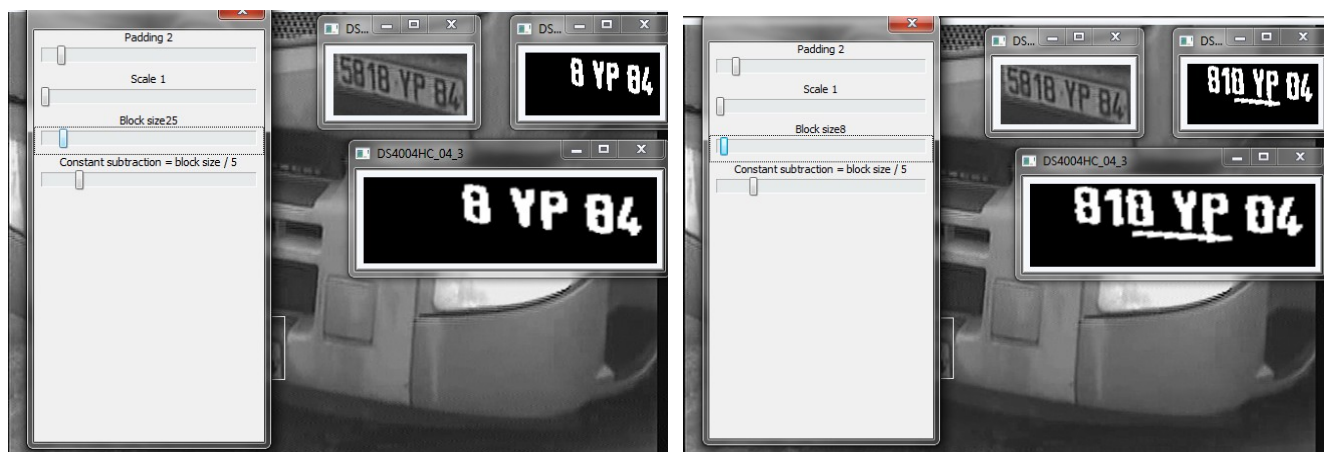 Padding 2
Scale 1
Block size25
Constant subtraction = block size / 5
DS...
5818 YP 84
DS...
8 YP 84
DS4004HC_04_3
8 YP 84
Padding 2
Scale 1
Block size8
Constant subtraction = block size / 5
DS...
5818 YP 84
DS...
818 YP 84
DS4004HC_04_3
818 YP 84